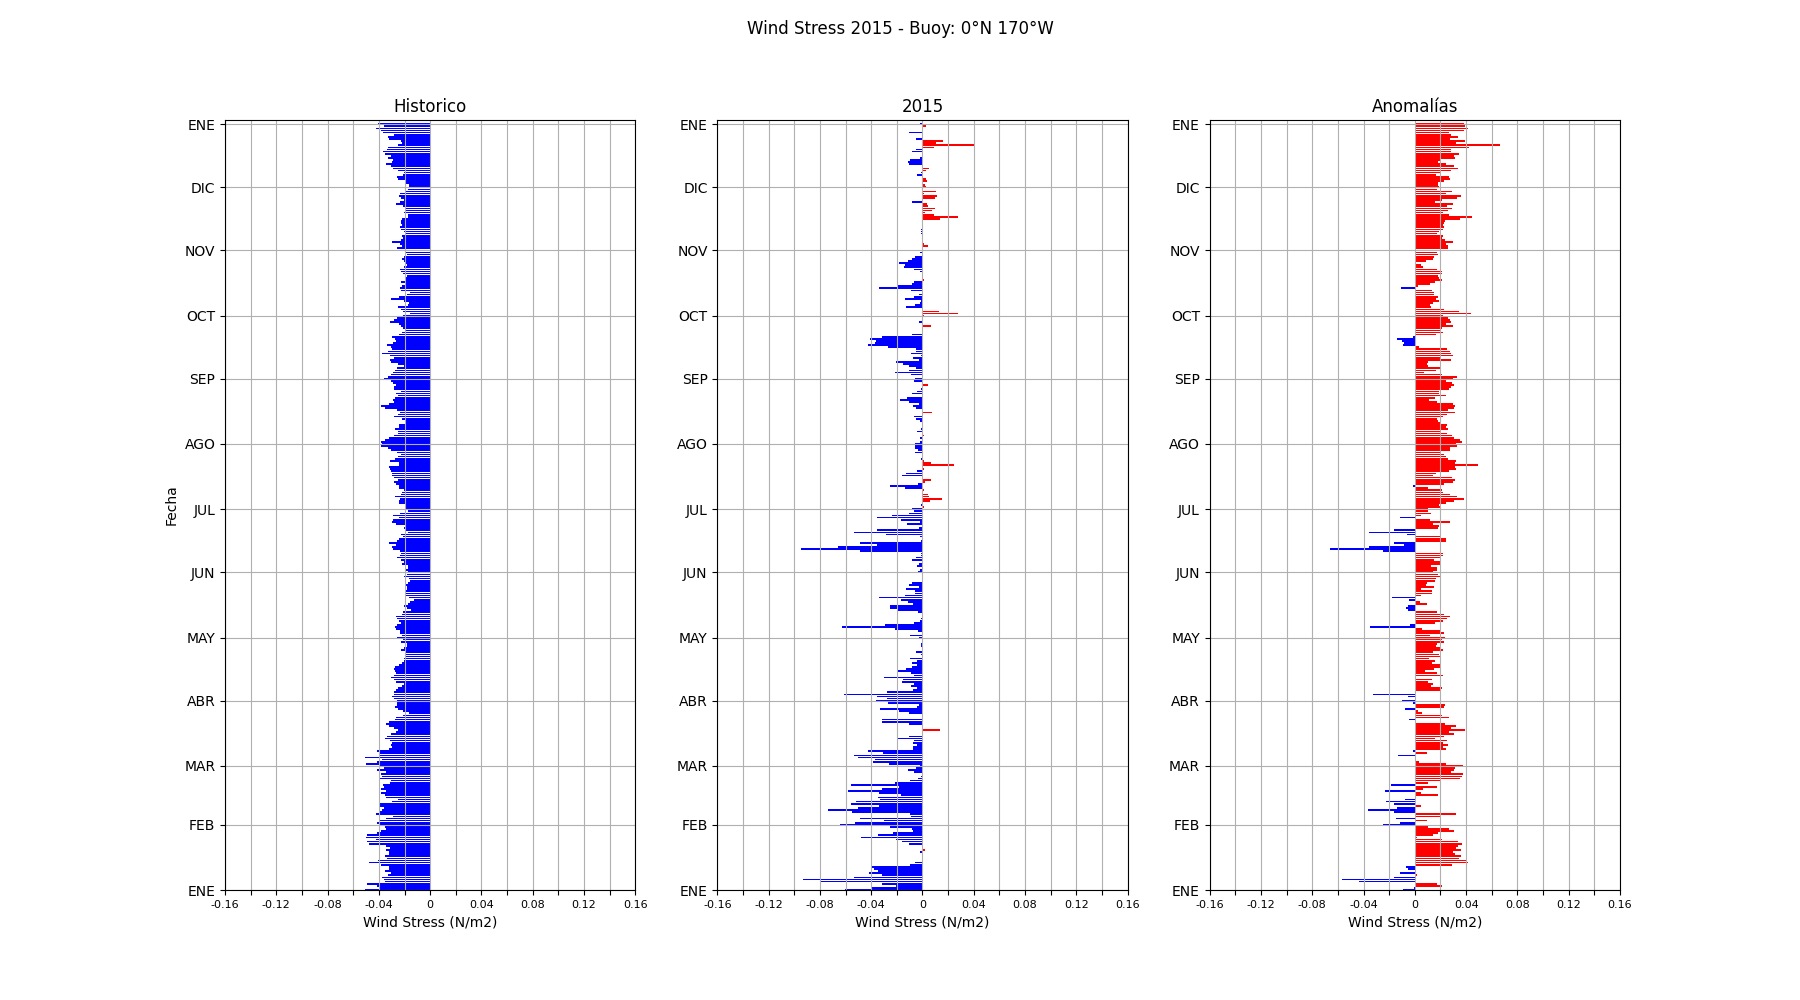 Wind Stress 2015 - Buoy: 0°N 170°W
Historico
2015
Anomalías
ENE
DIC
NOV
OCT
SEP
AGO
JUL
JUN
MAY
ABR
MAR
FEB
ENE
Fecha
-0.16 -0.12 -0.08 -0.04 0 0.04 0.08 0.12 0.16
Wind Stress (N/m2)
ENE
DIC
NOV
OCT
SEP
AGO
JUL
JUN
MAY
ABR
MAR
FEB
ENE
-0.16 -0.12 -0.08 -0.04 0 0.04 0.08 0.12 0.16
Wind Stress (N/m2)
ENE
DIC
NOV
OCT
SEP
AGO
JUL
JUN
MAY
ABR
MAR
FEB
ENE
-0.16 -0.12 -0.08 -0.04 0 0.04 0.08 0.12 0.16
Wind Stress (N/m2)